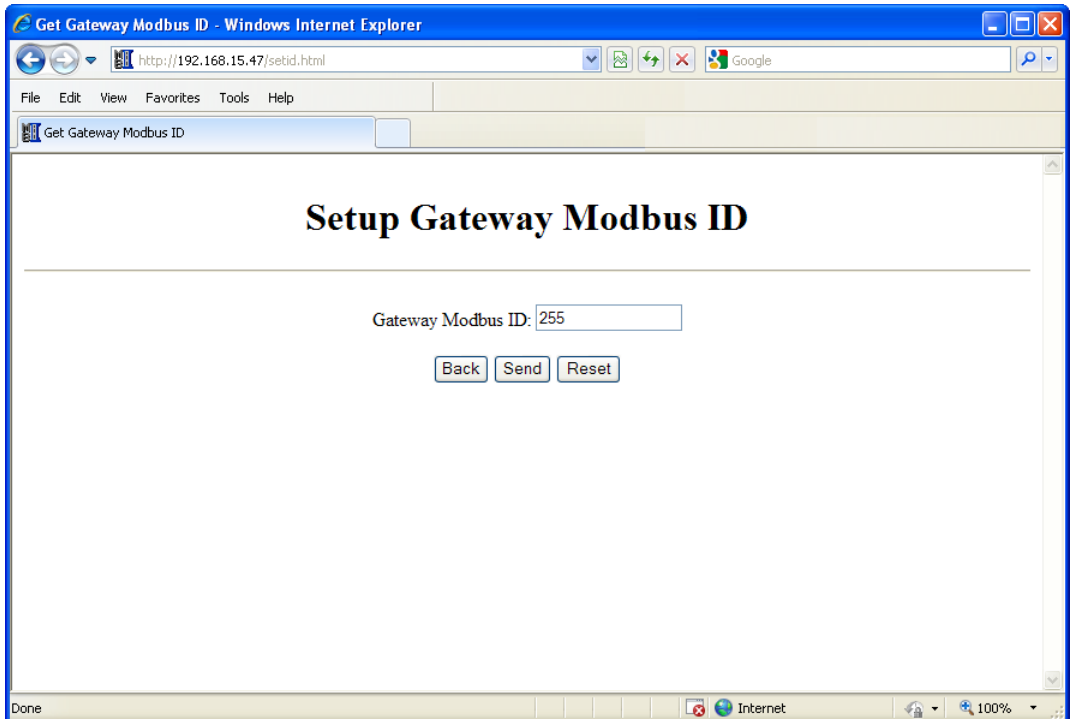 Get Gateway Modbus ID - Windows Internet Explorer
http://192.168.15.47/setid.html Google
File Edit View Favorites Tools Help
Get Gateway Modbus ID
Setup Gateway Modbus ID
Gateway Modbus ID: 255
Back Send Reset
Done Internet 100%